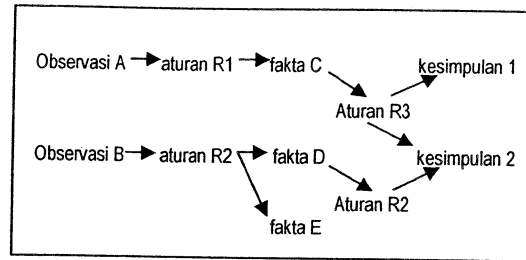 Observasi A aturan R1 fakta C kesimpulan 1
Aturan R3
Observasi B aturan R2 fakta D kesimpulan 2
Aturan R2
fakta E